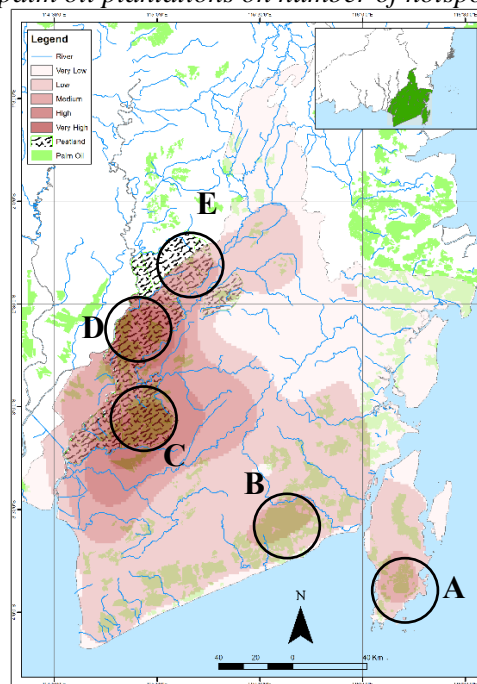 palm oil plantations on number of hotspo
Legend
River
Very Low
Low
Medium
High
Very High
Peatland
Palm Oil
E
D
C
B
A
N
40 20 0 40 Km